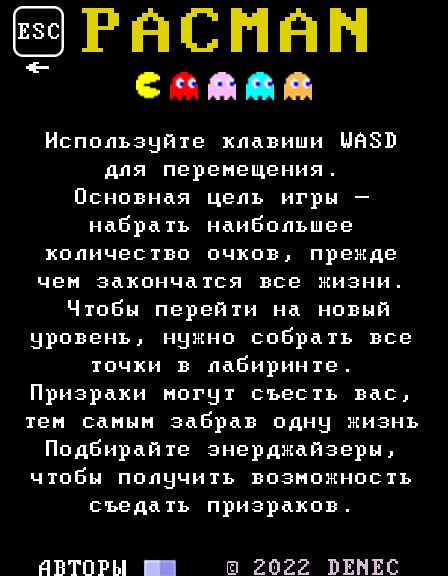 ESC PACMAN
Используйте клавиши WASD
для перемещения.
Основная цель игры —
набрать наибольшее
количество очков, прежде
чем закончатся все жизни.
Чтобы перейти на новый
уровень, нужно собрать все
точки в лабиринте.
Призраки могут съесть вас,
тем самым забрав одну жизнь
Подбирайте энерджайзеры,
чтобы получить возможность
съедать призраков.
АВТОРЫ © 2022 DENEC